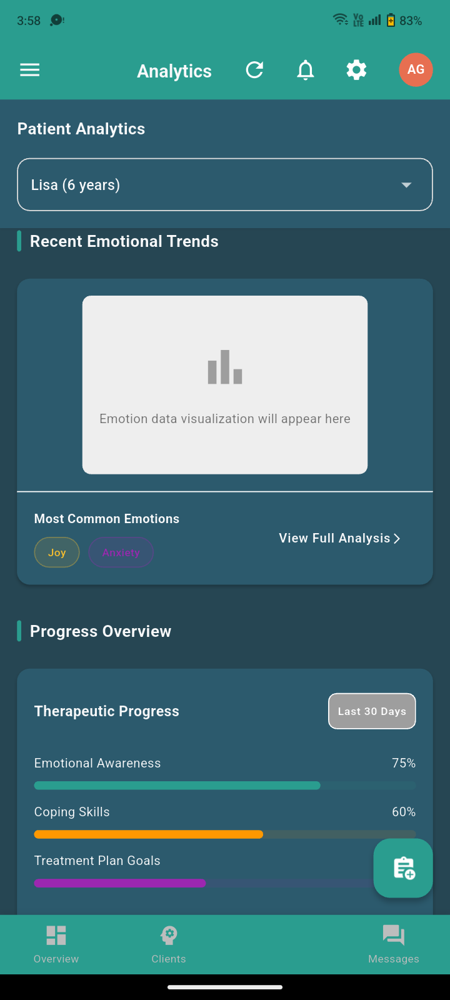 3:58
Vo LTE
83%
Analytics
AG
Patient Analytics
Lisa (6 years)
Recent Emotional Trends
Emotion data visualization will appear here
Most Common Emotions
Joy
Anxiety
View Full Analysis
Progress Overview
Therapeutic Progress
Last 30 Days
Emotional Awareness
75%
Coping Skills
60%
Treatment Plan Goals
Overview
Clients
Messages